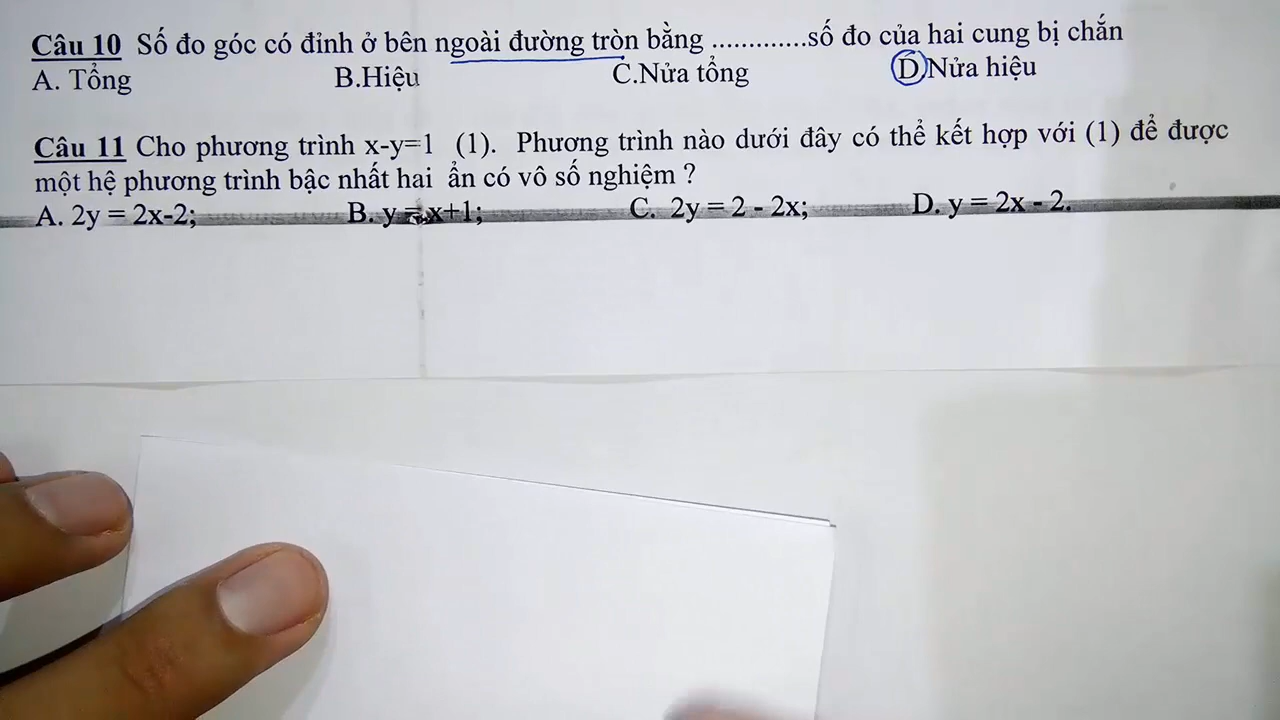 Câu 10 Số đo góc có đỉnh ở bên ngoài đường tròn bằng .............số đo của hai cung bị chắn
A. Tổng B.Hiệu C.Nửa tổng D.Nửa hiệu
Câu 11 Cho phương trình x-y=1 (1). Phương trình nào dưới đây có thể kết hợp với (1) để được
một hệ phương trình bậc nhất hai ẩn có vô số nghiệm ?
A. 2y = 2x-2; B. y = x+1; C. 2y = 2 - 2x; D. y = 2x - 2.